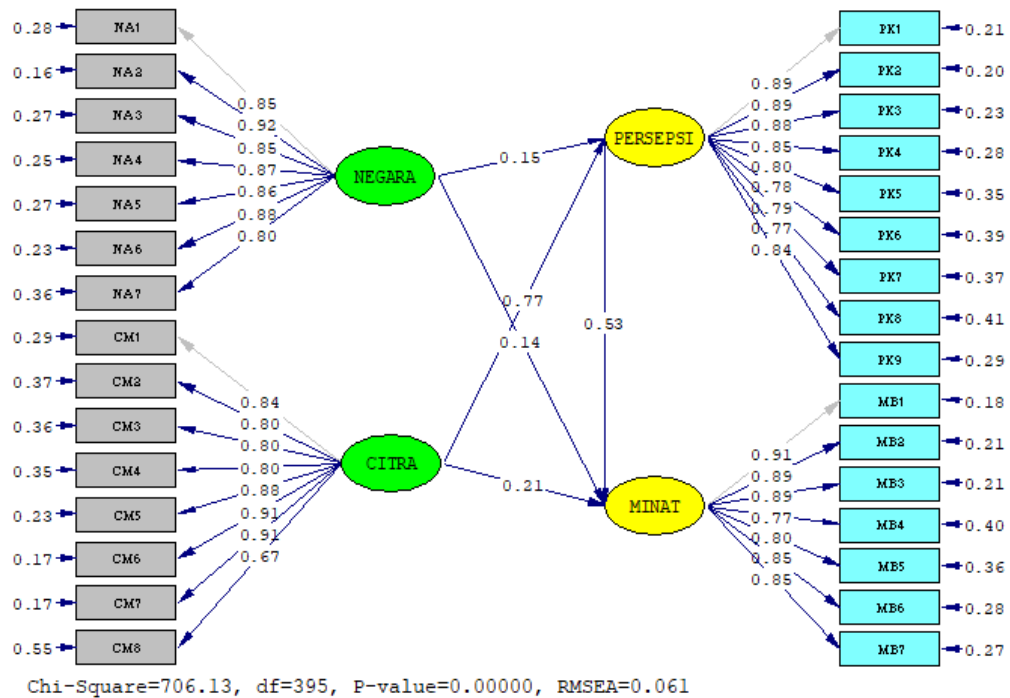 0.28 NA1
0.16 NA2
0.27 NA3
0.25 NA4
0.27 NA5
0.23 NA6
0.36 NA7
0.29 CM1
0.37 CM2
0.36 CM3
0.35 CM4
0.23 CM5
0.17 CM6
0.17 CM7
0.55 CM8
0.85
0.92
0.85
0.87
0.86
0.88
0.80
0.84
0.80
0.80
0.80
0.88
0.91
0.91
0.67
NEGARA
CITRA
0.15
0.77
0.14
0.53
0.21
PERSEPSI
MINAT
0.89
0.89
0.88
0.85
0.80
0.78
0.79
0.77
0.84
0.91
0.89
0.89
0.77
0.80
0.85
0.85
PK1 0.21
PK2 0.20
PK3 0.23
PK4 0.28
PK5 0.35
PK6 0.39
PK7 0.37
PK8 0.41
PK9 0.29
MB1 0.18
MB2 0.21
MB3 0.21
MB4 0.40
MB5 0.36
MB6 0.28
MB7 0.27
Chi-Square=706.13, df=395, P-value=0.00000, RMSEA=0.061